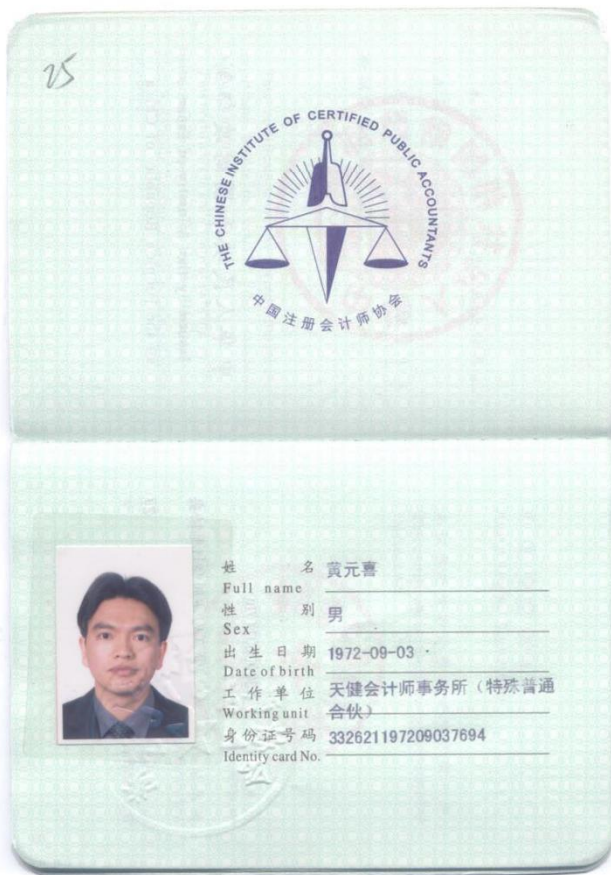 25
THE CHINESE INSTITUTE OF CERTIFIED PUBLIC ACCOUNTANTS
中国注册会计师协会
姓 名 黄元喜
Full name
性 别 男
Sex
出生日期 1972-09-03
Date of birth
工作单位 天健会计师事务所（特殊普通
Working unit 合伙）
身份证号码 332621197209037694
Identity card No.